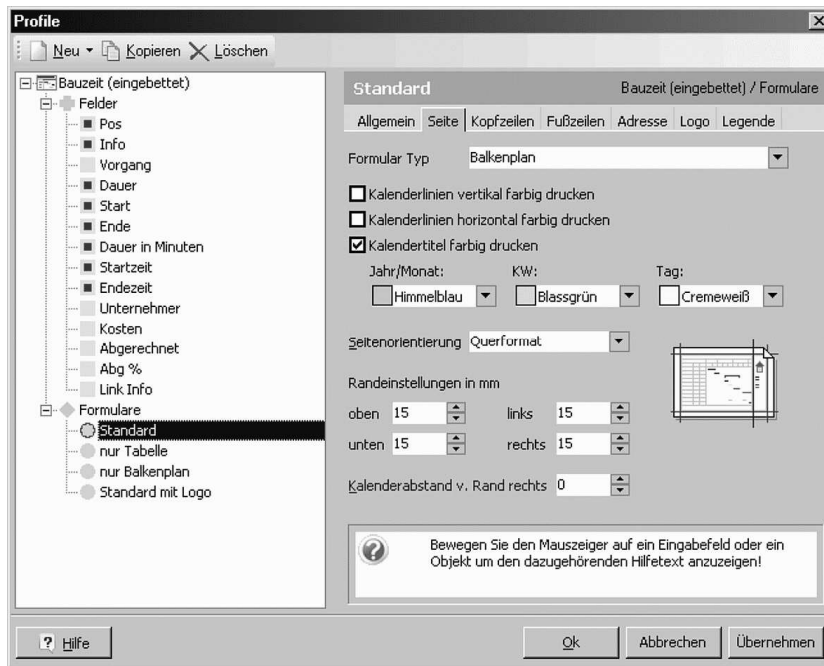 Profile
Neu Kopieren Löschen
Bauzeit (eingebettet)
Felder
Pos
Info
Vorgang
Dauer
Start
Ende
Dauer in Minuten
Startzeit
Endezeit
Unternehmer
Kosten
Abgerechnet
Abg %
Link Info
Formulare
Standard
nur Tabelle
nur Balkenplan
Standard mit Logo
Standard Bauzeit (eingebettet) / Formulare
Allgemein Seite Kopfzeilen Fußzeilen Adresse Logo Legende
Formular Typ Balkenplan
Kalenderlinien vertikal farbig drucken
Kalenderlinien horizontal farbig drucken
Kalendertitel farbig drucken
Jahr/Monat: KW: Tag:
Himmelblau Blassgrün Cremeweiß
Seitenorientierung Querformat
Randeinstellungen in mm
oben 15 links 15
unten 15 rechts 15
Kalenderabstand v. Rand rechts 0
Bewegen Sie den Mauszeiger auf ein Eingabefeld oder ein
Objekt um den dazugehörenden Hilfetext anzuzeigen!
Hilfe Ok Abbrechen Übernehmen